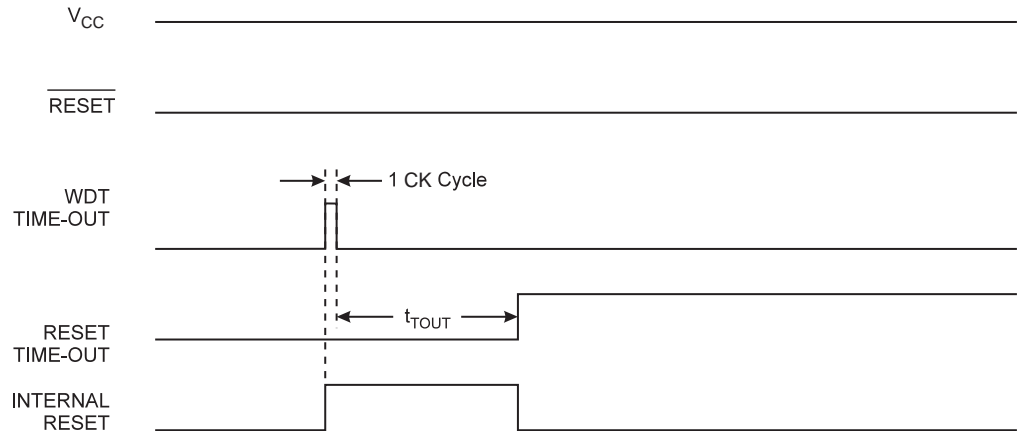 VCC
RESET
1 CK Cycle
WDT
TIME-OUT
tTOUT
RESET
TIME-OUT
INTERNAL
RESET